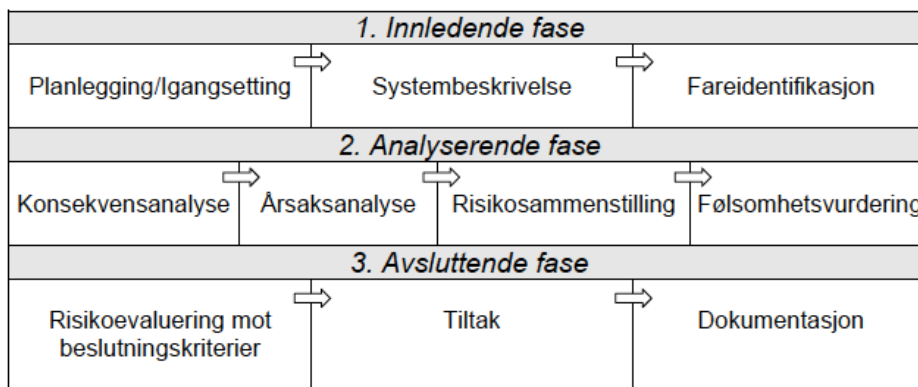 1. Innledende fase
Planlegging/Igangsetting
Systembeskrivelse
Fareidentifikasjon
2. Analyserende fase
Konsekvensanalyse
Årsaksanalyse
Risikosammenstilling
Følsomhetsvurdering
3. Avsluttende fase
Risikoevaluering mot
beslutningskriterier
Tiltak
Dokumentasjon